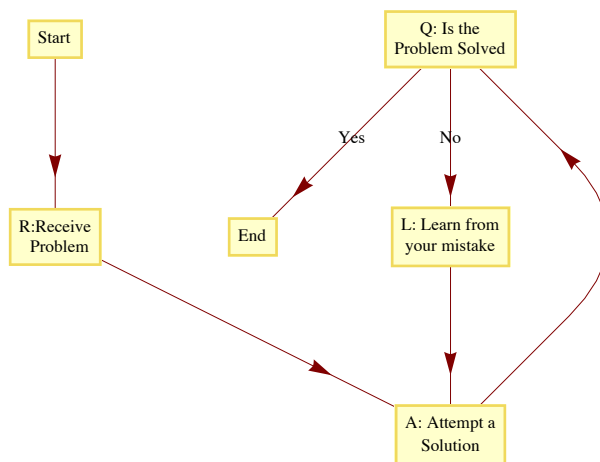 Start
Q: Is the
Problem Solved
Yes
No
R:Receive
Problem
End
L: Learn from
your mistake
A: Attempt a
Solution